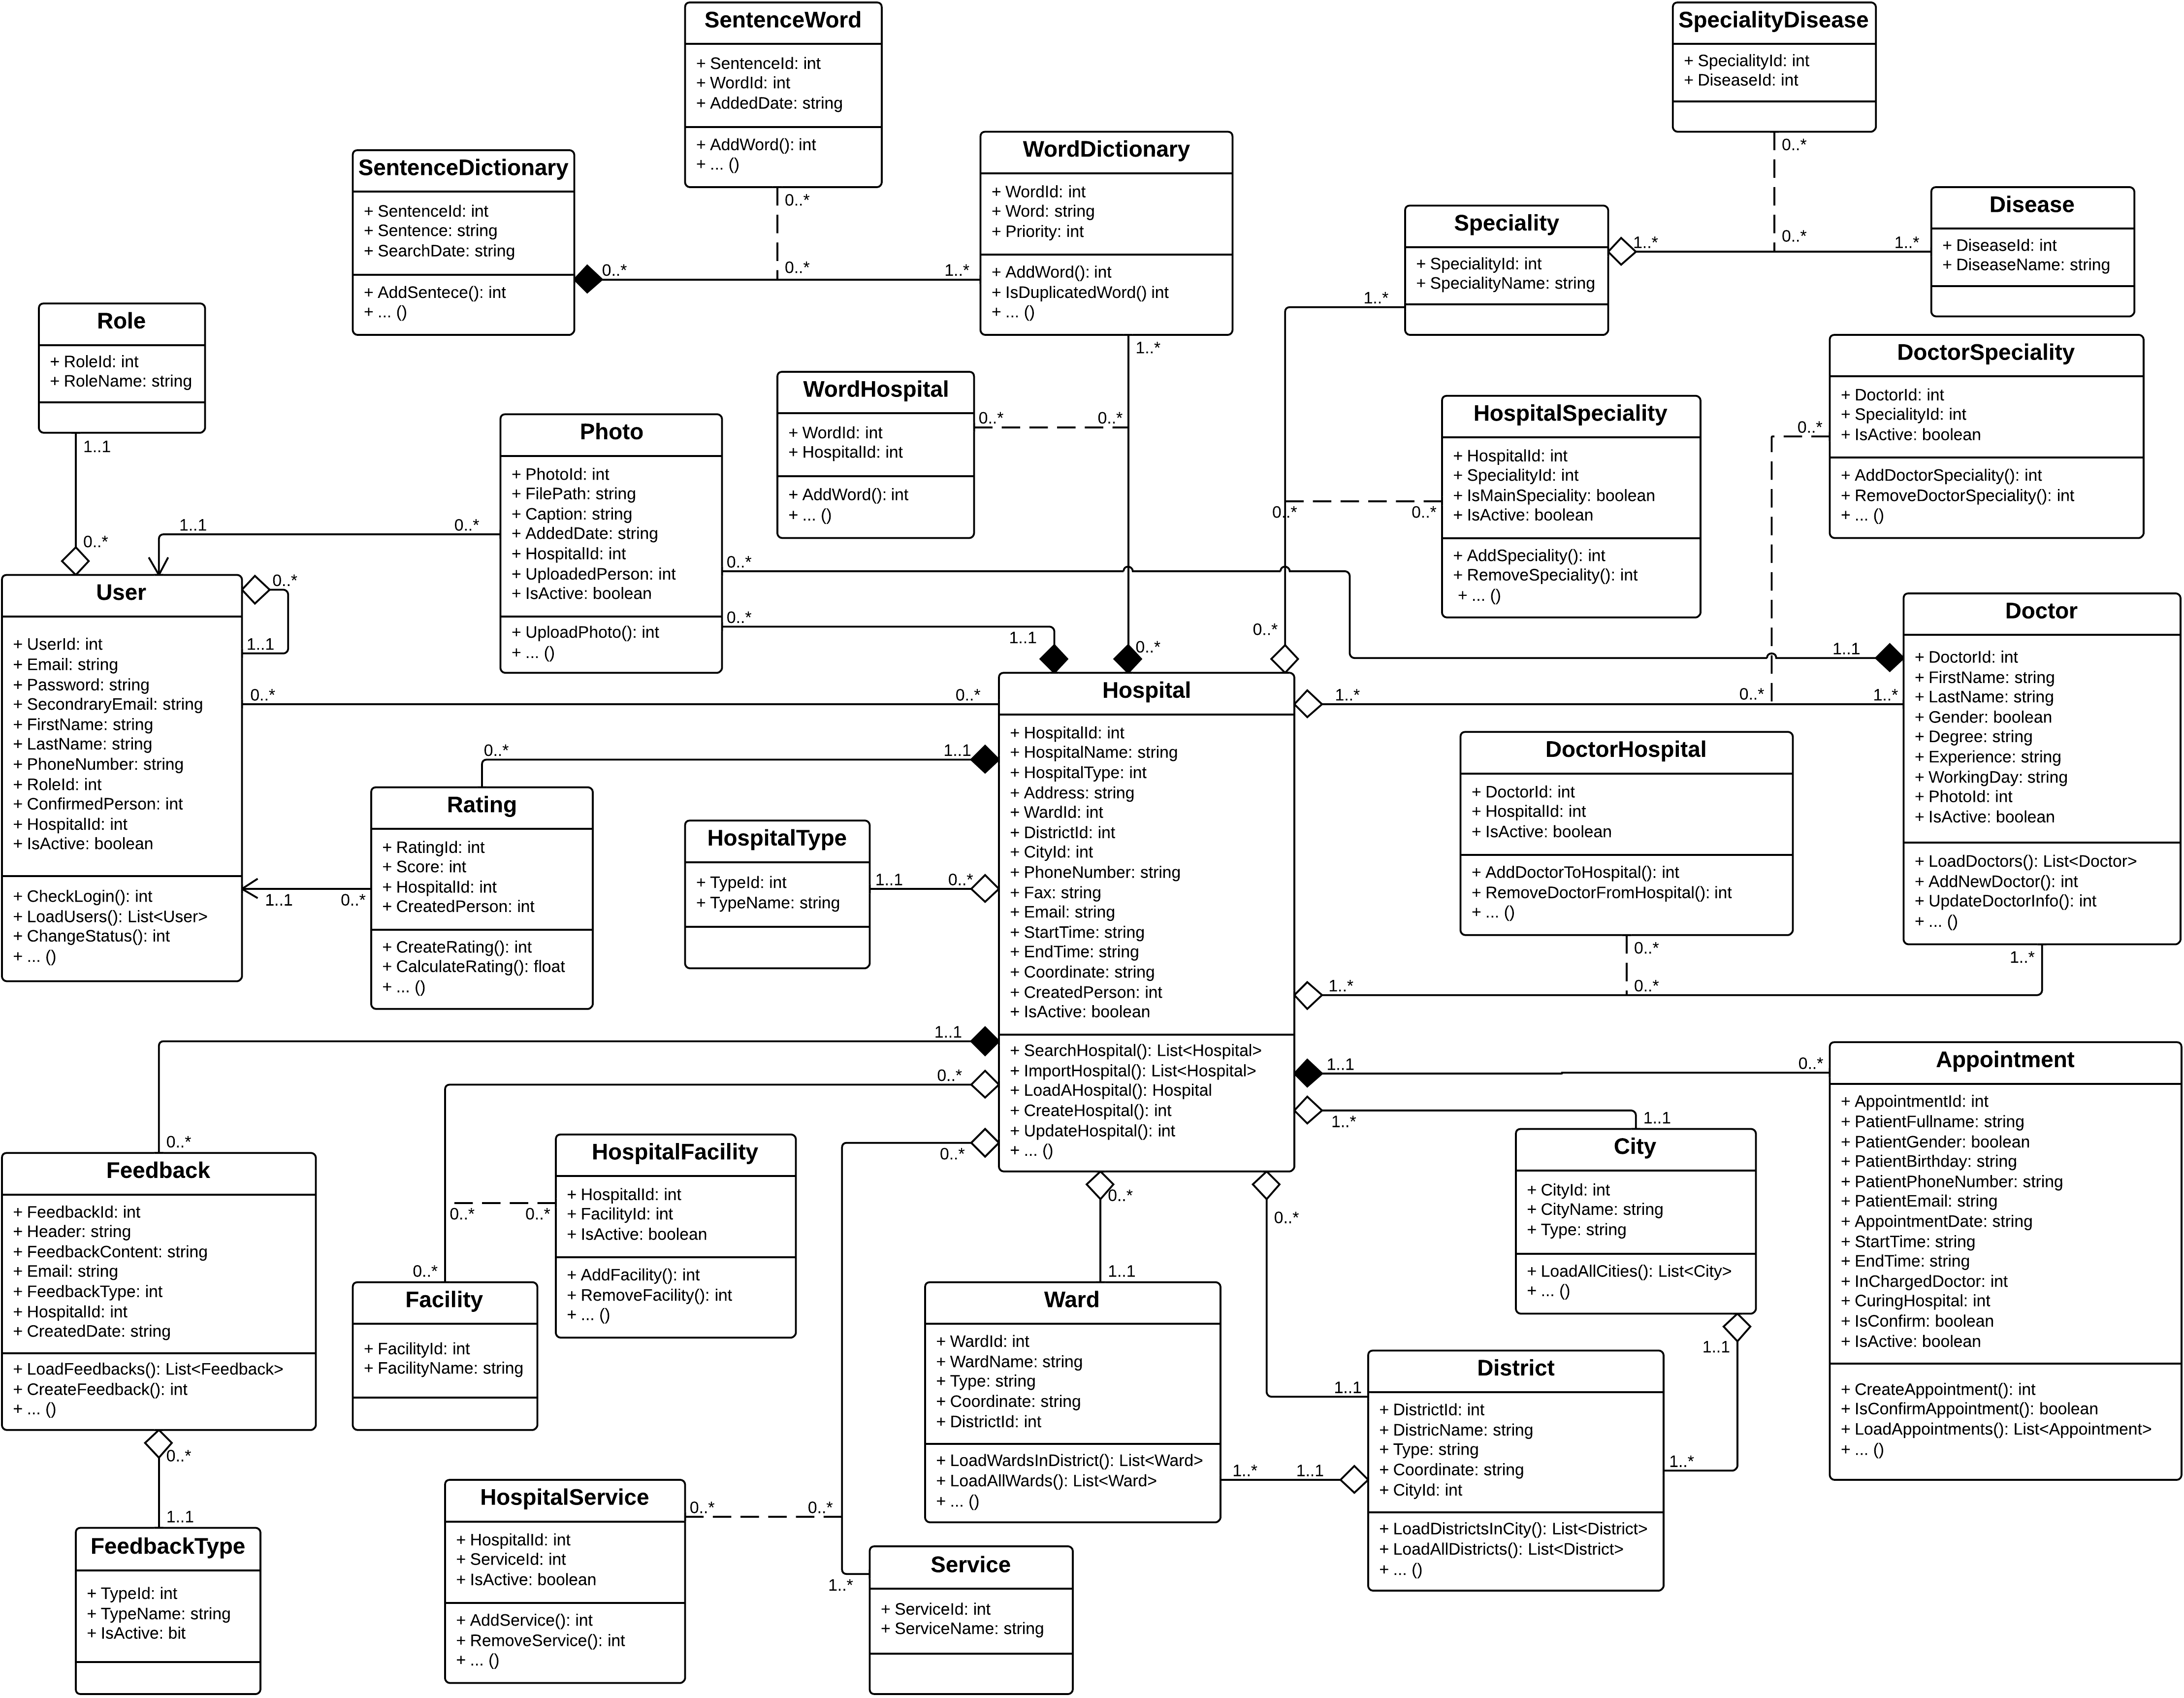 SentenceWord
+ SentenceId: int
+ WordId: int
+ AddedDate: string
+ AddWord(): int
+ ... ()
0..*
SpecialityDisease
+ SpecialityId: int
+ DiseaseId: int
0..*
SentenceDictionary
+ SentenceId: int
+ Sentence: string
+ SearchDate: string
+ AddSentece(): int
+ ... ()
0..*
0..*
1..*
WordDictionary
+ WordId: int
+ Word: string
+ Priority: int
+ AddWord(): int
+ IsDuplicatedWord() int
+ ... ()
1..*
Speciality
+ SpecialityId: int
+ SpecialityName: string
1..*
1..*
0..*
1..*
Disease
+ DiseaseId: int
+ DiseaseName: string
Role
+ RoleId: int
+ RoleName: string
1..1
0..*
Photo
+ PhotoId: int
+ FilePath: string
+ Caption: string
+ AddedDate: string
+ HospitalId: int
+ UploadedPerson: int
+ IsActive: boolean
+ UploadPhoto(): int
+ ... ()
1..1
0..*
0..*
0..*
1..1
WordHospital
+ WordId: int
+ HospitalId: int
+ AddWord(): int
+ ... ()
0..*
0..*
0..*
HospitalSpeciality
+ HospitalId: int
+ SpecialityId: int
+ IsMainSpeciality: boolean
+ IsActive: boolean
+ AddSpeciality(): int
+ RemoveSpeciality(): int
+ ... ()
0..*
0..*
0..*
DoctorSpeciality
+ DoctorId: int
+ SpecialityId: int
+ IsActive: boolean
+ AddDoctorSpeciality(): int
+ RemoveDoctorSpeciality(): int
+ ... ()
0..*
User
+ UserId: int
+ Email: string
+ Password: string
+ SecondraryEmail: string
+ FirstName: string
+ LastName: string
+ PhoneNumber: string
+ RoleId: int
+ ConfirmedPerson: int
+ HospitalId: int
+ IsActive: boolean
+ CheckLogin(): int
+ LoadUsers(): List<User>
+ ChangeStatus(): int
+ ... ()
0..*
1..1
0..*
0..*
Hospital
+ HospitalId: int
+ HospitalName: string
+ HospitalType: int
+ Address: string
+ WardId: int
+ DistrictId: int
+ CityId: int
+ PhoneNumber: string
+ Fax: string
+ Email: string
+ StartTime: string
+ EndTime: string
+ Coordinate: string
+ CreatedPerson: int
+ IsActive: boolean
+ SearchHospital(): List<Hospital>
+ ImportHospital(): List<Hospital>
+ LoadAHospital(): Hospital
+ CreateHospital(): int
+ UpdateHospital(): int
+ ... ()
1..*
0..*
1..*
1..1
Doctor
+ DoctorId: int
+ FirstName: string
+ LastName: string
+ Gender: boolean
+ Degree: string
+ Experience: string
+ WorkingDay: string
+ PhotoId: int
+ IsActive: boolean
+ LoadDoctors(): List<Doctor>
+ AddNewDoctor(): int
+ UpdateDoctorInfo(): int
+ ... ()
1..*
0..*
1..1
Rating
+ RatingId: int
+ Score: int
+ HospitalId: int
+ CreatedPerson: int
+ CreateRating(): int
+ CalculateRating(): float
+ ... ()
1..1
0..*
HospitalType
+ TypeId: int
+ TypeName: string
1..1
0..*
DoctorHospital
+ DoctorId: int
+ HospitalId: int
+ IsActive: boolean
+ AddDoctorToHospital(): int
+ RemoveDoctorFromHospital(): int
+ ... ()
0..*
1..*
0..*
1..1
0..*
1..1
0..*
1..*
1..1
0..*
0..*
Feedback
+ FeedbackId: int
+ Header: string
+ FeedbackContent: string
+ Email: string
+ FeedbackType: int
+ HospitalId: int
+ CreatedDate: string
+ LoadFeedbacks(): List<Feedback>
+ CreateFeedback(): int
+ ... ()
0..*
1..1
HospitalFacility
+ HospitalId: int
+ FacilityId: int
+ IsActive: boolean
+ AddFacility(): int
+ RemoveFacility(): int
+ ... ()
0..*
0..*
0..*
Facility
+ FacilityId: int
+ FacilityName: string
0..*
1..1
Ward
+ WardId: int
+ WardName: string
+ Type: string
+ Coordinate: string
+ DistrictId: int
+ LoadWardsInDistrict(): List<Ward>
+ LoadAllWards(): List<Ward>
+ ... ()
1..*
1..1
0..*
1..1
City
+ CityId: int
+ CityName: string
+ Type: string
+ LoadAllCities(): List<City>
+ ... ()
1..1
1..*
District
+ DistrictId: int
+ DistricName: string
+ Type: string
+ Coordinate: string
+ CityId: int
+ LoadDistrictsInCity(): List<District>
+ LoadAllDistricts(): List<District>
+ ... ()
Appointment
+ AppointmentId: int
+ PatientFullname: string
+ PatientGender: boolean
+ PatientBirthday: string
+ PatientPhoneNumber: string
+ PatientEmail: string
+ AppointmentDate: string
+ StartTime: string
+ EndTime: string
+ InChargedDoctor: int
+ CuringHospital: int
+ IsConfirm: boolean
+ IsActive: boolean
+ CreateAppointment(): int
+ IsConfirmAppointment(): boolean
+ LoadAppointments(): List<Appointment>
+ ... ()
FeedbackType
+ TypeId: int
+ TypeName: string
+ IsActive: bit
HospitalService
+ HospitalId: int
+ ServiceId: int
+ IsActive: boolean
+ AddService(): int
+ RemoveService(): int
+ ... ()
0..*
0..*
1..*
Service
+ ServiceId: int
+ ServiceName: string